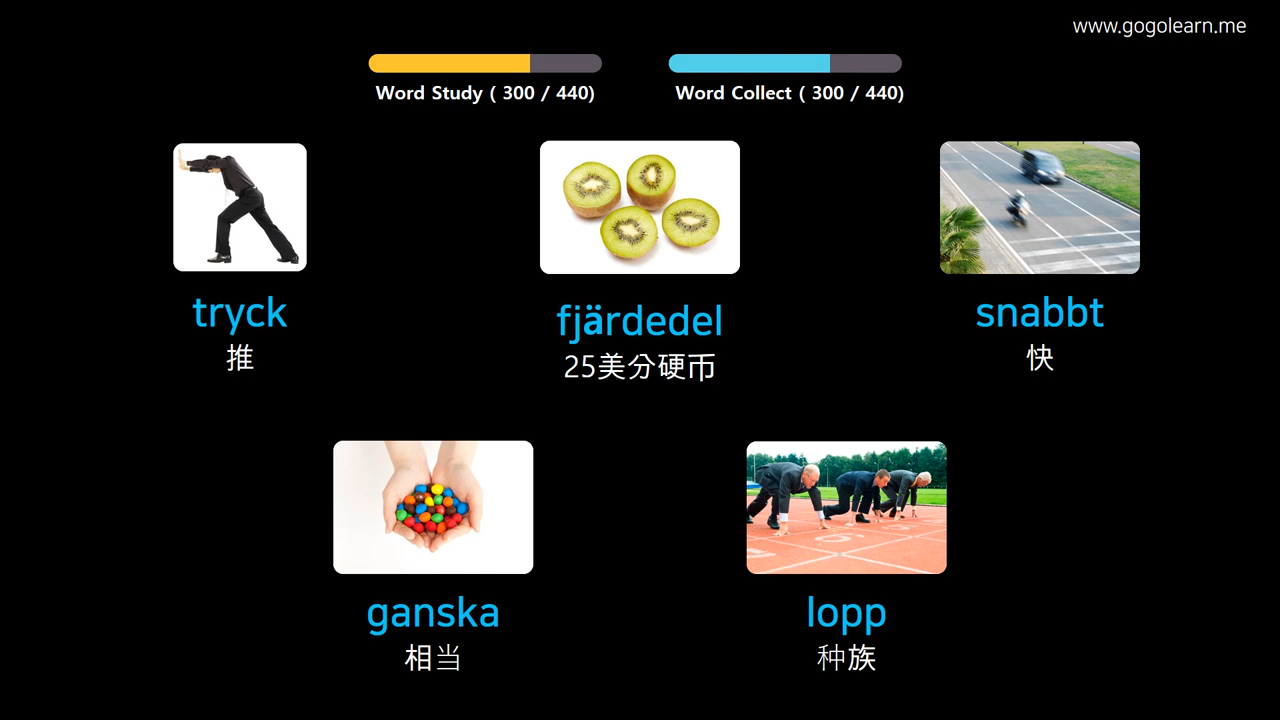 www.gogolearn.me
Word Study ( 300 / 440)
Word Collect ( 300 / 440)
tryck
推
fjärdedel
25美分硬币
snabbt
快
ganska
相当
lopp
种族